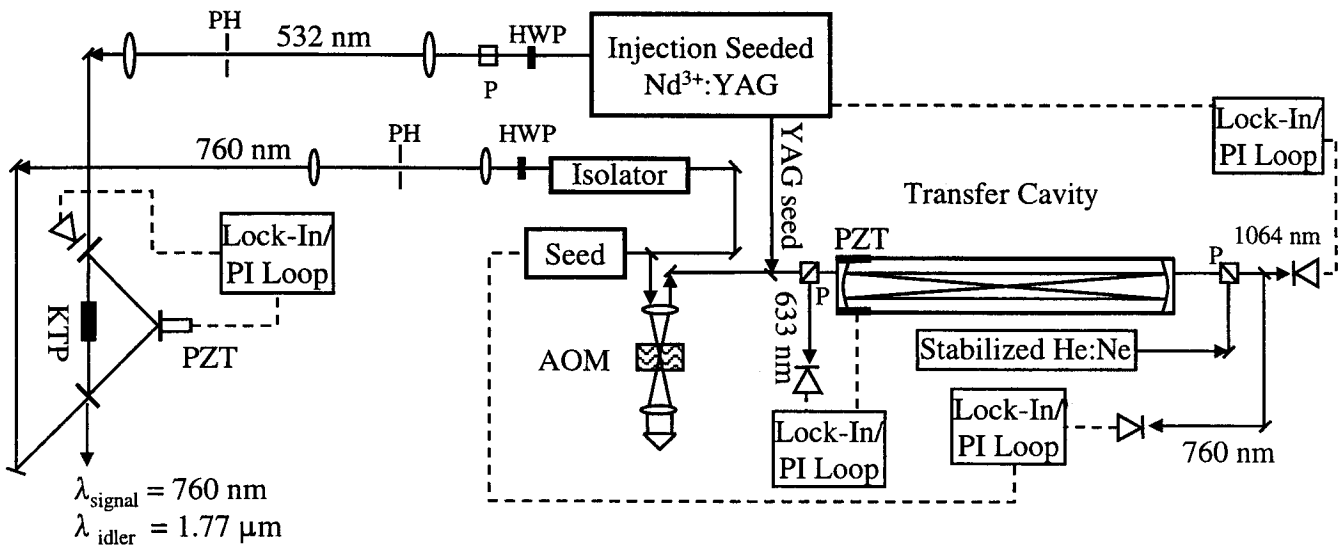 PH
532 nm
HWP
P
Injection Seeded
Nd³⁺:YAG
Lock-In/
PI Loop
760 nm
PH
HWP
Isolator
YAG seed
Transfer Cavity
Lock-In/
PI Loop
Seed
PZT
1064 nm
P
P
KTP
PZT
633 nm
Stabilized He:Ne
AOM
Lock-In/
PI Loop
Lock-In/
PI Loop
760 nm
λsignal = 760 nm
λ idler = 1.77 μm